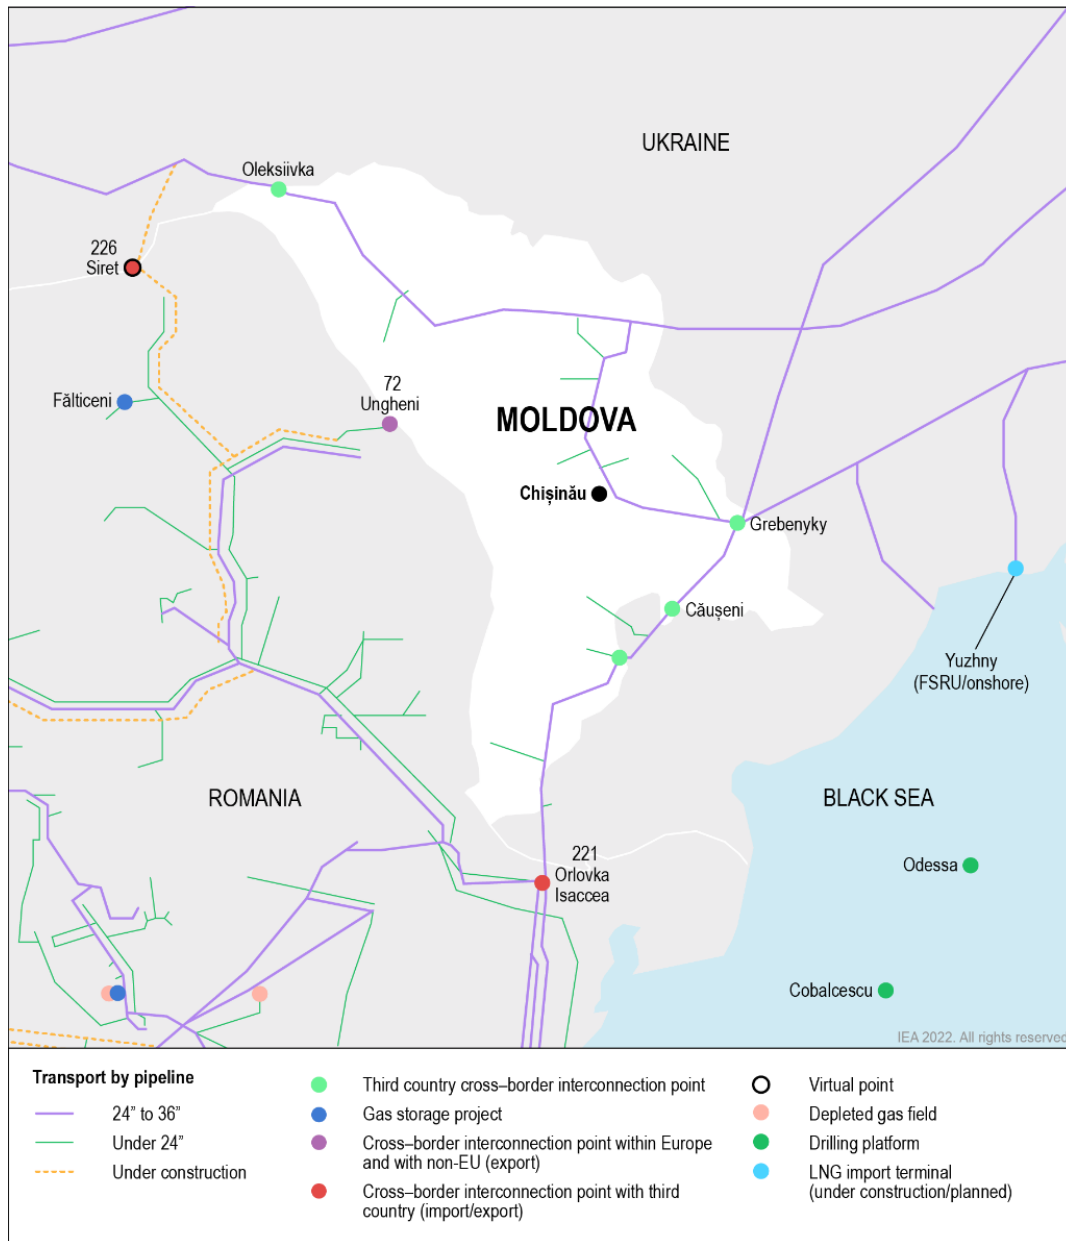 UKRAINE
Oleksiivka
226
Siret
72
Ungheni
Fălticeni
MOLDOVA
Chișinău
Grebenyky
Căușeni
Yuzhny
(FSRU/onshore)
ROMANIA
BLACK SEA
221
Orlovka
Isaccea
Odessa
Cobalcescu
IEA 2022. All rights reserved
Transport by pipeline
24” to 36”
Under 24”
Under construction
Third country cross–border interconnection point
Gas storage project
Cross–border interconnection point within Europe
and with non-EU (export)
Cross–border interconnection point with third
country (import/export)
Virtual point
Depleted gas field
Drilling platform
LNG import terminal
(under construction/planned)